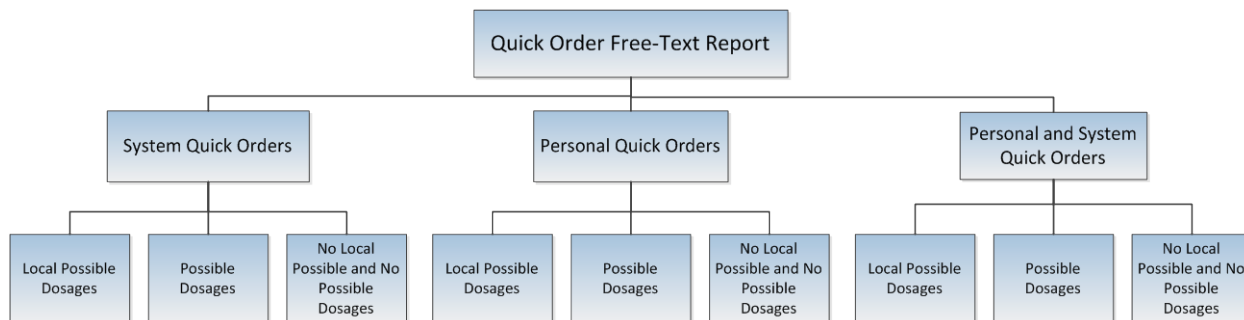 Quick Order Free-Text Report
System Quick Orders
Personal Quick Orders
Personal and System
Quick Orders
Local Possible
Dosages
Possible
Dosages
No Local
Possible and No
Possible
Dosages
Local Possible
Dosages
Possible
Dosages
No Local
Possible and No
Possible
Dosages
Local Possible
Dosages
Possible
Dosages
No Local
Possible and No
Possible
Dosages